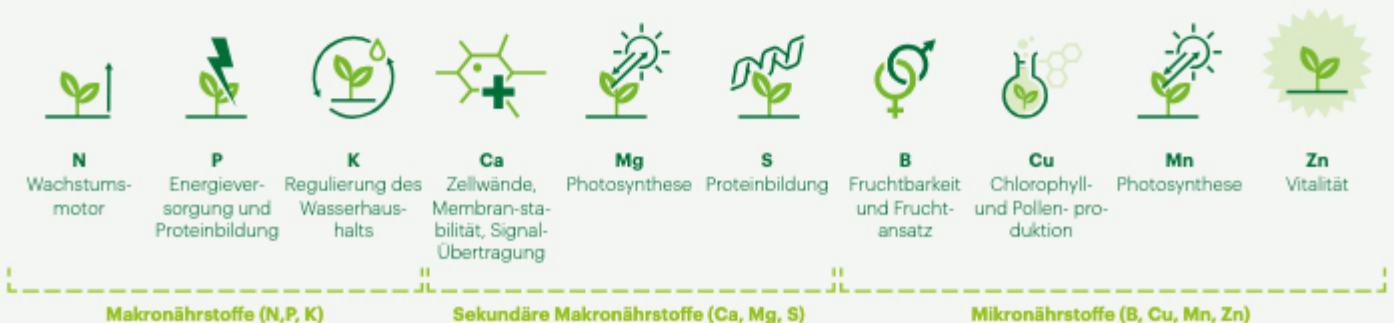 N
Wachstums-
motor
P
Energiever-
sorgung und
Proteinbildung
K
Regulierung des
Wasserhaus-
halts
Ca
Zellwände,
Membran-sta-
bilität, Signal-
Übertragung
Mg
Photosynthese
S
Proteinbildung
B
Fruchtbarkeit
und Frucht-
ansatz
Cu
Chlorophyll-
und Pollen- pro-
duktion
Mn
Photosynthese
Zn
Vitalität
Makronährstoffe (N,P, K)
Sekundäre Makronährstoffe (Ca, Mg, S)
Mikronährstoffe (B, Cu, Mn, Zn)